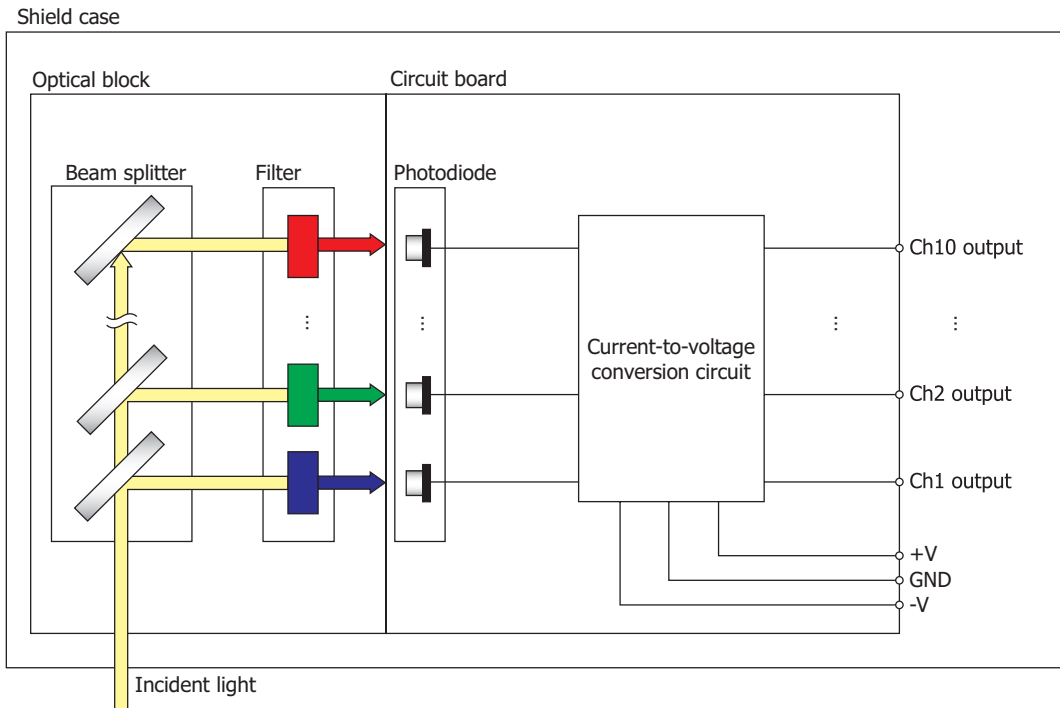 Shield case
Optical block
Circuit board
Beam splitter
Filter
Photodiode
Ch10 output
Current-to-voltage
conversion circuit
Ch2 output
Ch1 output
+V
GND
-V
Incident light